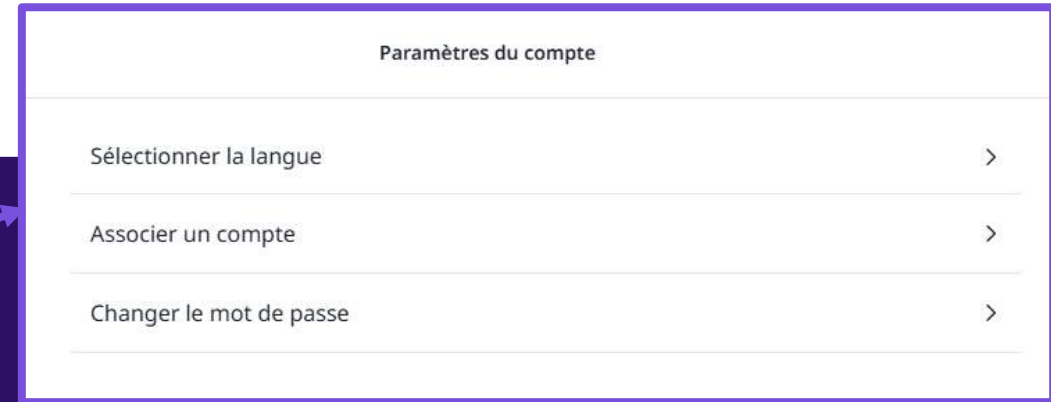 Paramètres du compte
Sélectionner la langue
Associer un compte
Changer le mot de passe